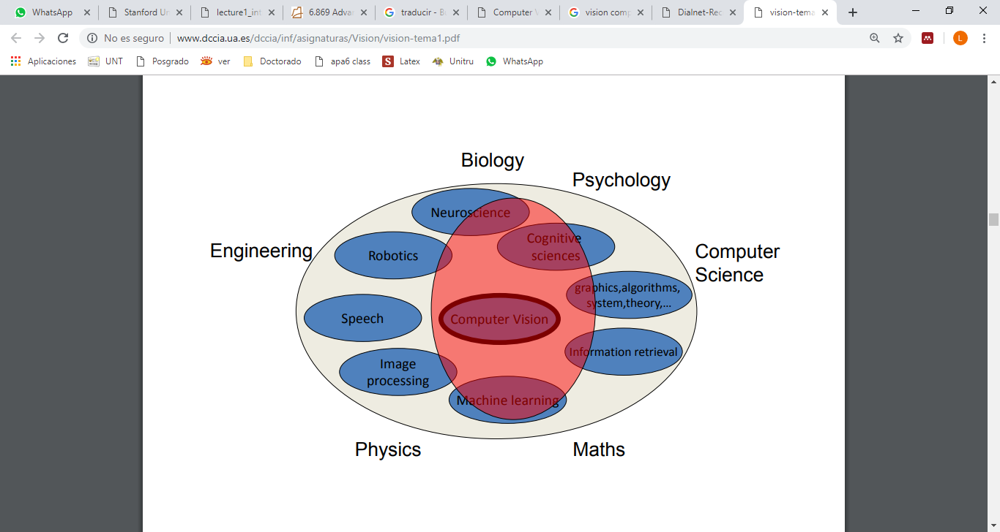 WhatsApp
Stanford Un
lecture1_int
6.869 Advan
traducir - Bu
Computer V
vision comp
Dialnet-Rec
vision-tema
No es seguro
www.dccia.ua.es/dccia/inf/asignaturas/Vision/vision-tema1.pdf
L
Aplicaciones
UNT
Posgrado
ver
Doctorado
apa6 class
S
Latex
Unitru
WhatsApp
Biology
Psychology
Neuroscience
Cognitive
sciences
Engineering
Robotics
Computer
Science
graphics,algorithms,
system,theory,...
Speech
Computer Vision
Information retrieval
Image
processing
Machine learning
Physics
Maths